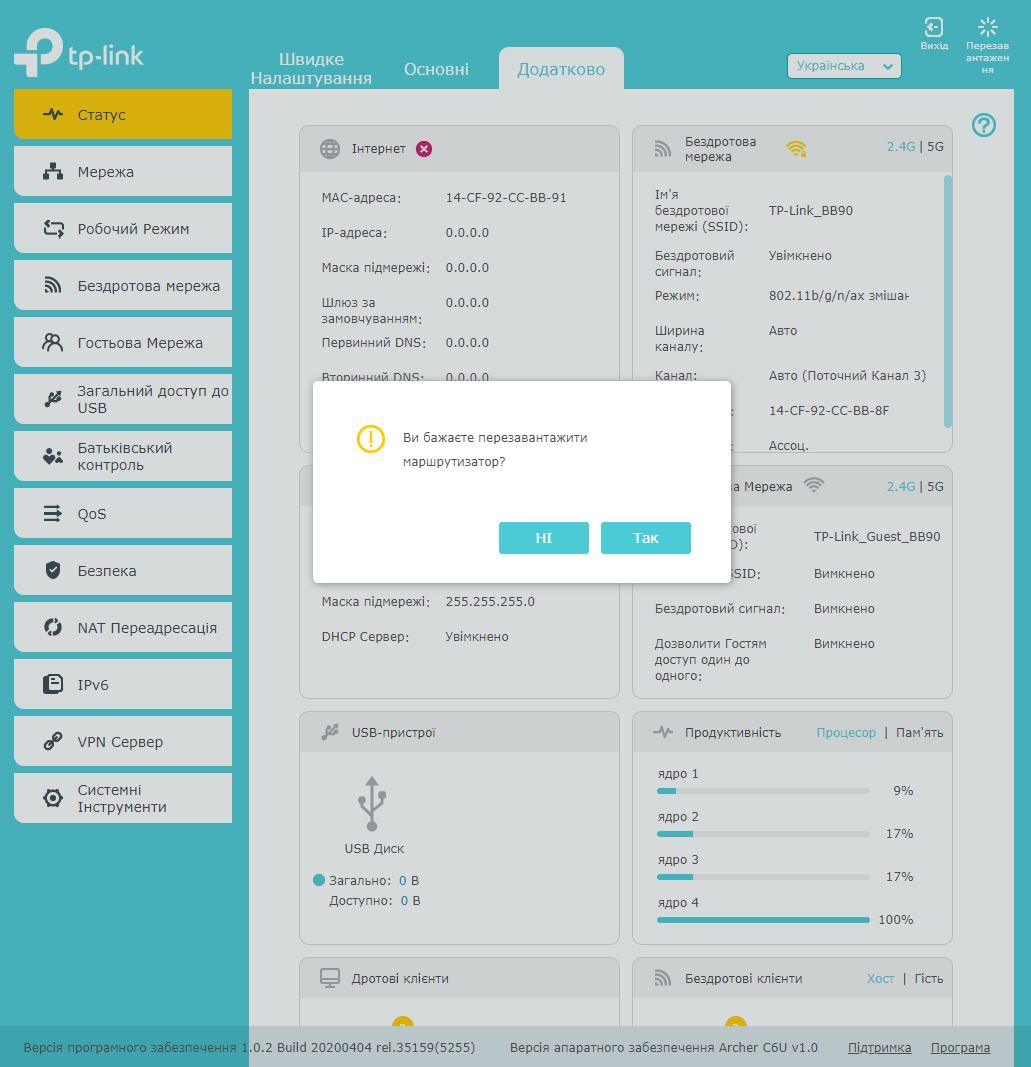 tp-link
Швидке
Налаштування
Основні
Додатково
Українська
Вихід
Перезав
антажен
ня
Статус
Мережа
Робочий Режим
Бездротова мережа
Гостьова Мережа
Загальний доступ до
USB
Батьківський
контроль
QoS
Безпека
NAT Переадресація
IPv6
VPN Сервер
Системні
Інструменти
Інтернет
MAC-адреса: 14-CF-92-CC-BB-91
IP-адреса: 0.0.0.0
Маска підмережі: 0.0.0.0
Шлюз за
замовчуванням: 0.0.0.0
Первинний DNS: 0.0.0.0
Вторинний DNS: 0.0.0.0
Бездротова
мережа
2.4G | 5G
Ім'я
бездротової
мережі (SSID): TP-Link_BB90
Бездротовий
сигнал: Увімкнено
Режим: 802.11b/g/n/ax зміша
Ширина
каналу: Авто
Канал: Авто (Поточний Канал 3)
14-CF-92-CC-BB-8F
Ассоц.
Ви бажаєте перезавантажити
маршрутизатор?
НІ
Так
Маска підмережі: 255.255.255.0
DHCP Сервер: Увімкнено
а Мережа
2.4G | 5G
ової
D): TP-Link_Guest_BB90
SSID: Вимкнено
Бездротовий сигнал: Вимкнено
Дозволити Гостям
доступ один до
одного: Вимкнено
USB-пристрої
USB Диск
Загально: 0 B
Доступно: 0 B
Продуктивність
Процесор | Пам'ять
ядро 1
9%
ядро 2
17%
ядро 3
17%
ядро 4
100%
Дротові клієнти
Бездротові клієнти
Хост | Гість
Версія програмного забезпечення 1.0.2 Build 20200404 rel.35159(5255)
Версія апаратного забезпечення Archer C6U v1.0
Підтримка
Програма